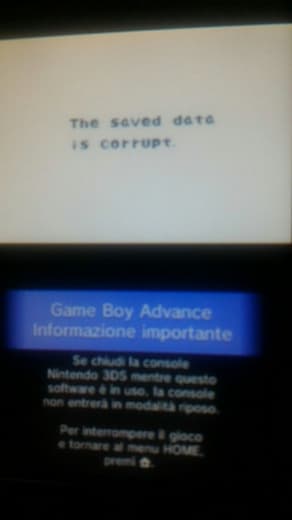 The saved data
is corrupt.
Game Boy Advance
Informazione importante
Se chiudi la console
Nintendo 3DS mentre questo
software è in uso, la console
non entrerà in modalità riposo.
Per interrompere il gioco
e tornare al menu HOME,
premi